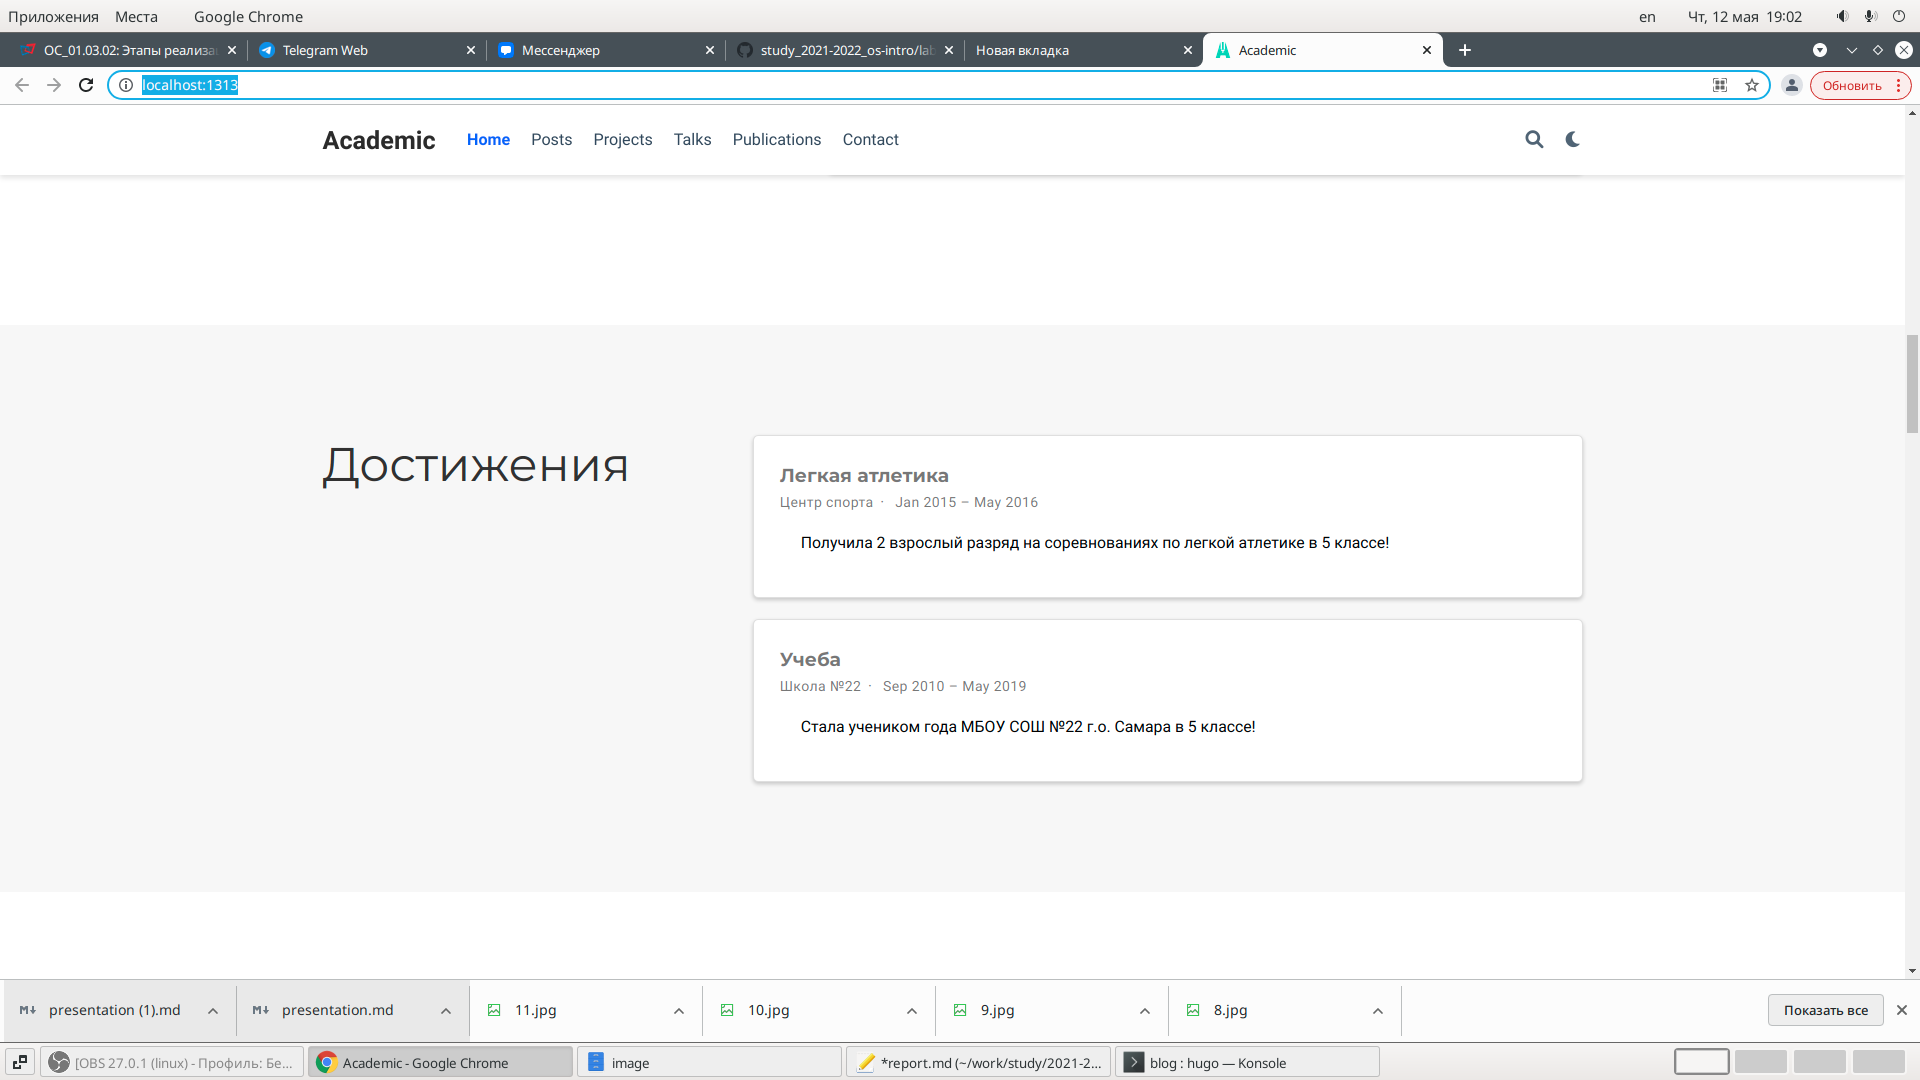 Приложения Места Google Chrome en Чт, 12 мая 19:02
ОС_01.03.02: Этапы реализа Telegram Web Мессенджер study_2021-2022_os-intro/lab Новая вкладка Academic
localhost:1313 Обновить
Academic Home Posts Projects Talks Publications Contact
Достижения
Легкая атлетика
Центр спорта · Jan 2015 – May 2016
Получила 2 взрослый разряд на соревнованиях по легкой атлетике в 5 классе!
Учеба
Школа №22 · Sep 2010 – May 2019
Стала учеником года МБОУ СОШ №22 г.о. Самара в 5 классе!
presentation (1).md presentation.md 11.jpg 10.jpg 9.jpg 8.jpg Показать все
[OBS 27.0.1 (linux) - Профиль: Бе... Academic - Google Chrome image *report.md (~/work/study/2021-2... blog : hugo — Konsole